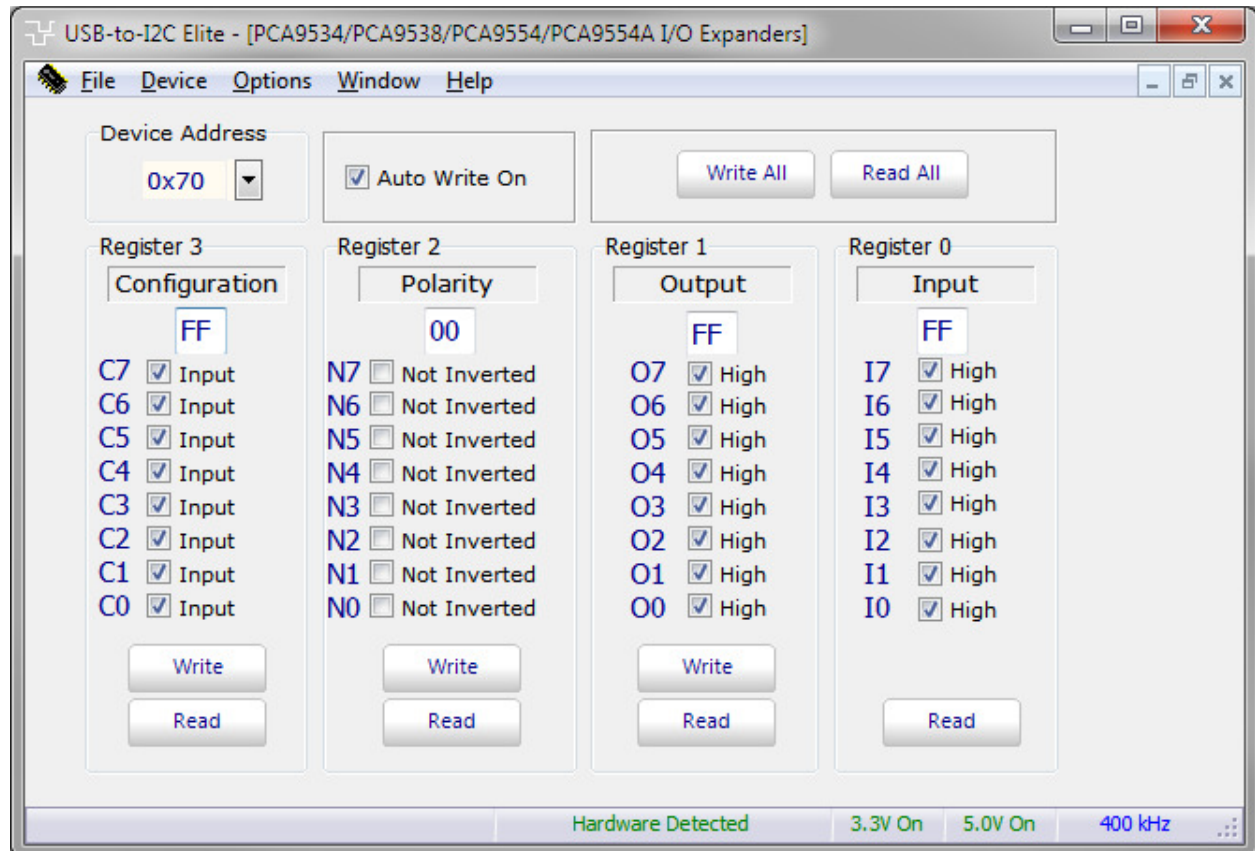 USB-to-I2C Elite - [PCA9534/PCA9538/PCA9554/PCA9554A I/O Expanders]
File Device Options Window Help
Device Address
0x70
Auto Write On
Write All Read All
Register 3 Register 2 Register 1 Register 0
Configuration Polarity Output Input
FF 00 FF FF
C7 Input N7 Not Inverted O7 High I7 High
C6 Input N6 Not Inverted O6 High I6 High
C5 Input N5 Not Inverted O5 High I5 High
C4 Input N4 Not Inverted O4 High I4 High
C3 Input N3 Not Inverted O3 High I3 High
C2 Input N2 Not Inverted O2 High I2 High
C1 Input N1 Not Inverted O1 High I1 High
C0 Input N0 Not Inverted O0 High I0 High
Write Write Write
Read Read Read Read
Hardware Detected 3.3V On 5.0V On 400 kHz